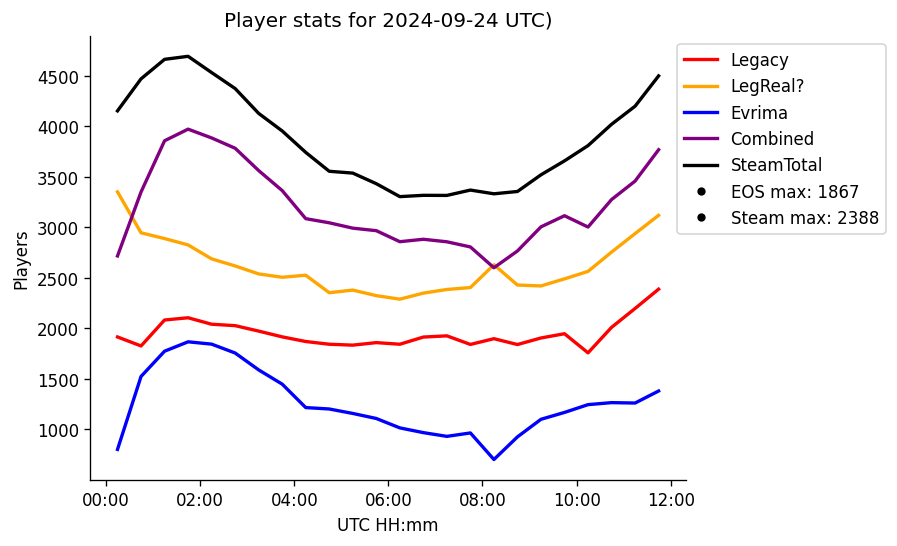 Player stats for 2024-09-24 UTC)
Legacy
LegReal?
Evrima
Combined
SteamTotal
EOS max: 1867
Steam max: 2388
Players
4500
4000
3500
3000
2500
2000
1500
1000
00:00 02:00 04:00 06:00 08:00 10:00 12:00
UTC HH:mm